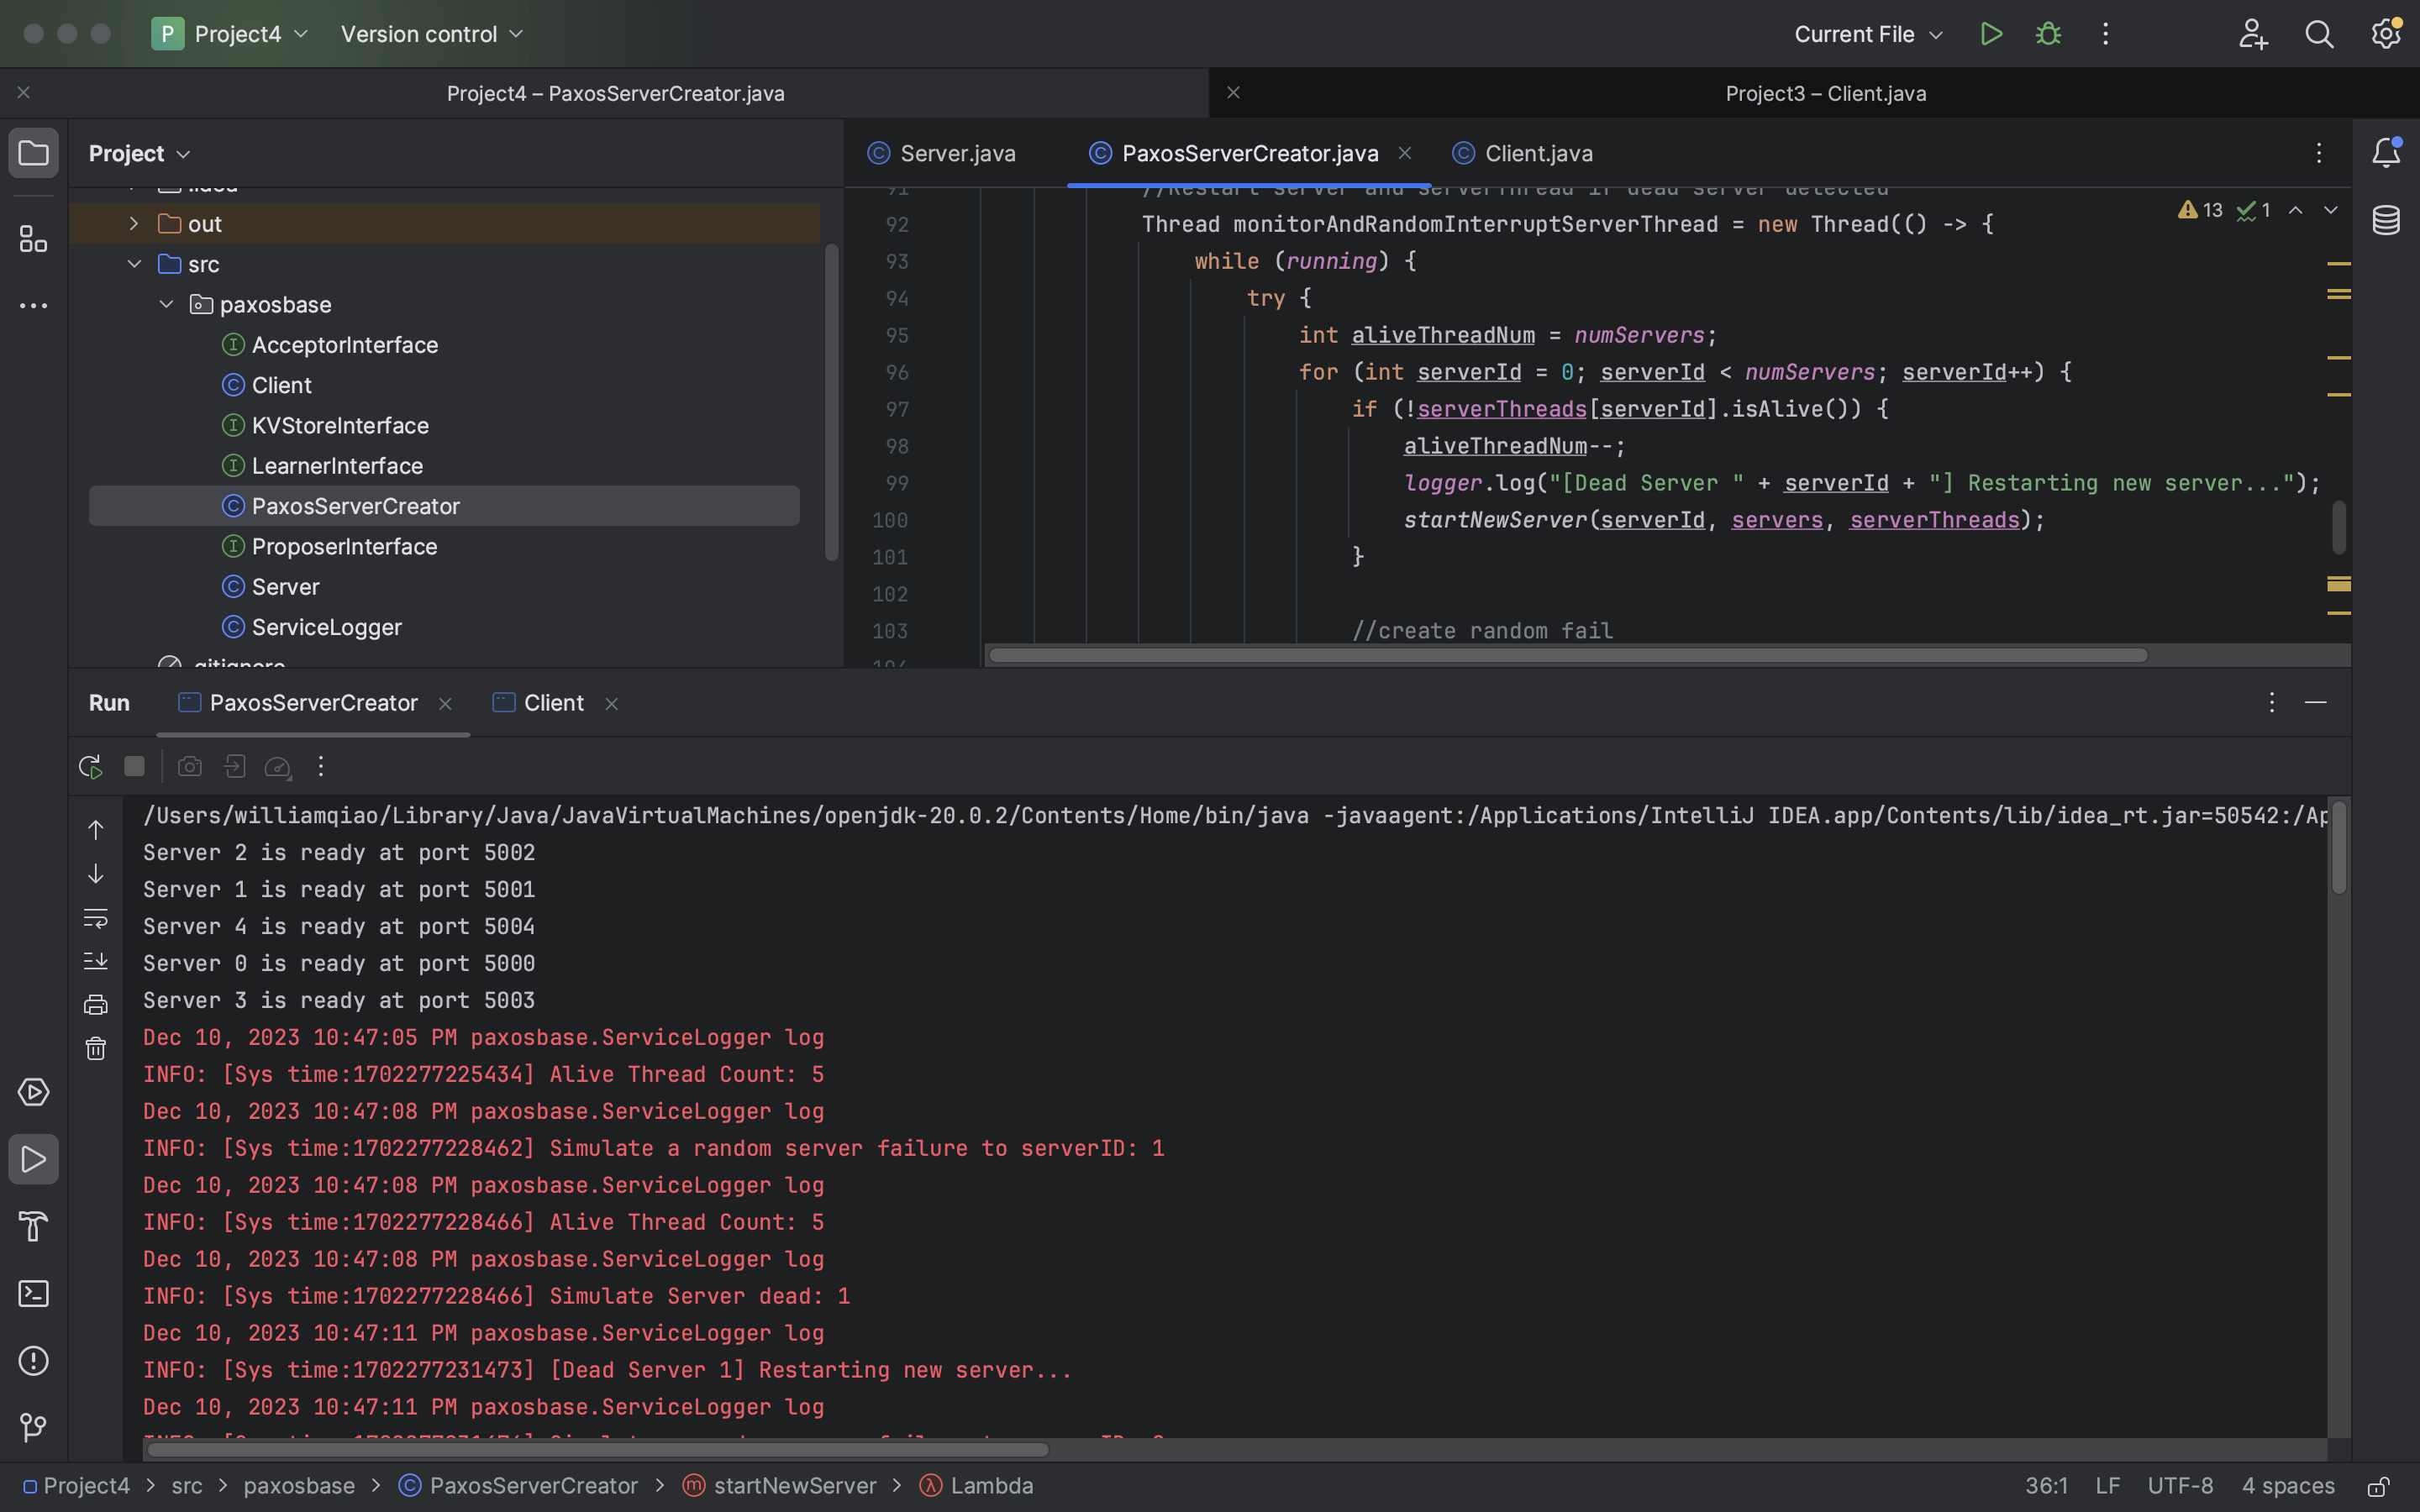 P Project4 Version control Current File
Project4 – PaxosServerCreator.java Project3 – Client.java
Project Server.java PaxosServerCreator.java Client.java
.idea
out
src
paxosbase
AcceptorInterface
Client
KVStoreInterface
LearnerInterface
PaxosServerCreator
ProposerInterface
Server
ServiceLogger
.gitignore
13 1
91 //Restart server and serverThread if dead server detected
92 Thread monitorAndRandomInterruptServerThread = new Thread(() -> {
93 while (running) {
94 try {
95 int aliveThreadNum = numServers;
96 for (int serverId = 0; serverId < numServers; serverId++) {
97 if (!serverThreads[serverId].isAlive()) {
98 aliveThreadNum--;
99 logger.log("[Dead Server " + serverId + "] Restarting new server...");
100 startNewServer(serverId, servers, serverThreads);
101 }
102
103 //create random fail
104
Run PaxosServerCreator Client
/Users/williamqiao/Library/Java/JavaVirtualMachines/openjdk-20.0.2/Contents/Home/bin/java -javaagent:/Applications/IntelliJ IDEA.app/Contents/lib/idea_rt.jar=50542:/Ap
Server 2 is ready at port 5002
Server 1 is ready at port 5001
Server 4 is ready at port 5004
Server 0 is ready at port 5000
Server 3 is ready at port 5003
Dec 10, 2023 10:47:05 PM paxosbase.ServiceLogger log
INFO: [Sys time:1702277225434] Alive Thread Count: 5
Dec 10, 2023 10:47:08 PM paxosbase.ServiceLogger log
INFO: [Sys time:1702277228462] Simulate a random server failure to serverID: 1
Dec 10, 2023 10:47:08 PM paxosbase.ServiceLogger log
INFO: [Sys time:1702277228466] Alive Thread Count: 5
Dec 10, 2023 10:47:08 PM paxosbase.ServiceLogger log
INFO: [Sys time:1702277228466] Simulate Server dead: 1
Dec 10, 2023 10:47:11 PM paxosbase.ServiceLogger log
INFO: [Sys time:1702277231473] [Dead Server 1] Restarting new server...
Dec 10, 2023 10:47:11 PM paxosbase.ServiceLogger log
Project4 > src > paxosbase > PaxosServerCreator > startNewServer > Lambda 36:1 LF UTF-8 4 spaces